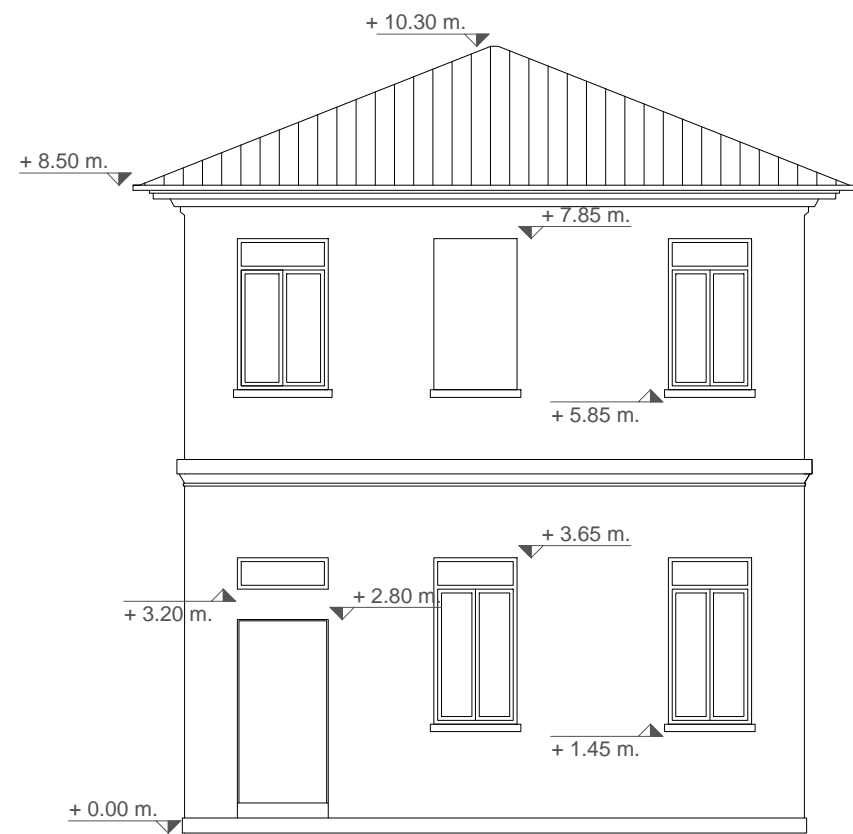 + 10.30 m.
+ 8.50 m.
+ 7.85 m.
+ 5.85 m.
+ 3.65 m.
+ 3.20 m.
+ 2.80 m.
+ 1.45 m.
+ 0.00 m.